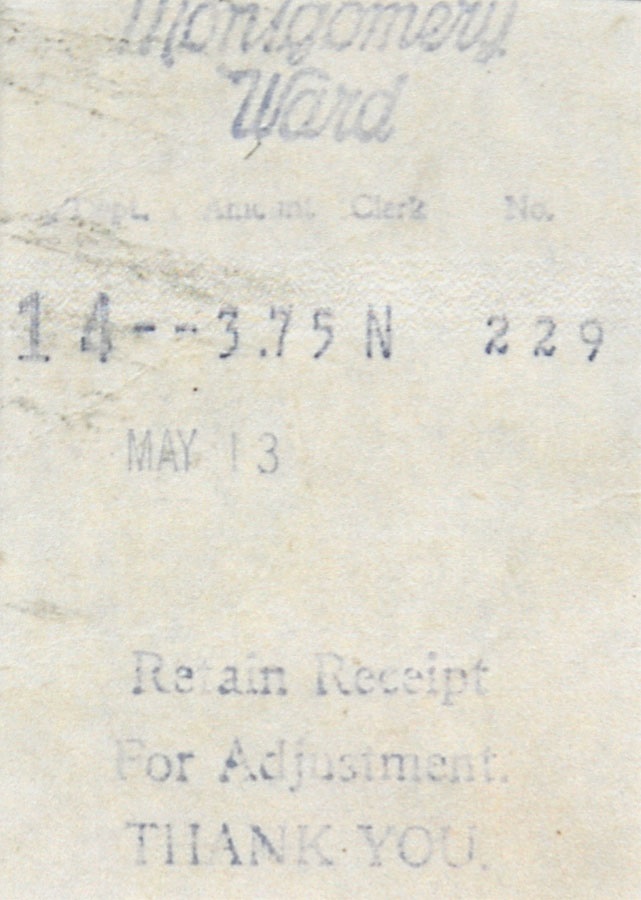 Montgomery
Ward
Dept. Amount Clerk No.
14--3.75 N 229
MAY 13
Retain Receipt
For Adjustment.
THANK YOU.